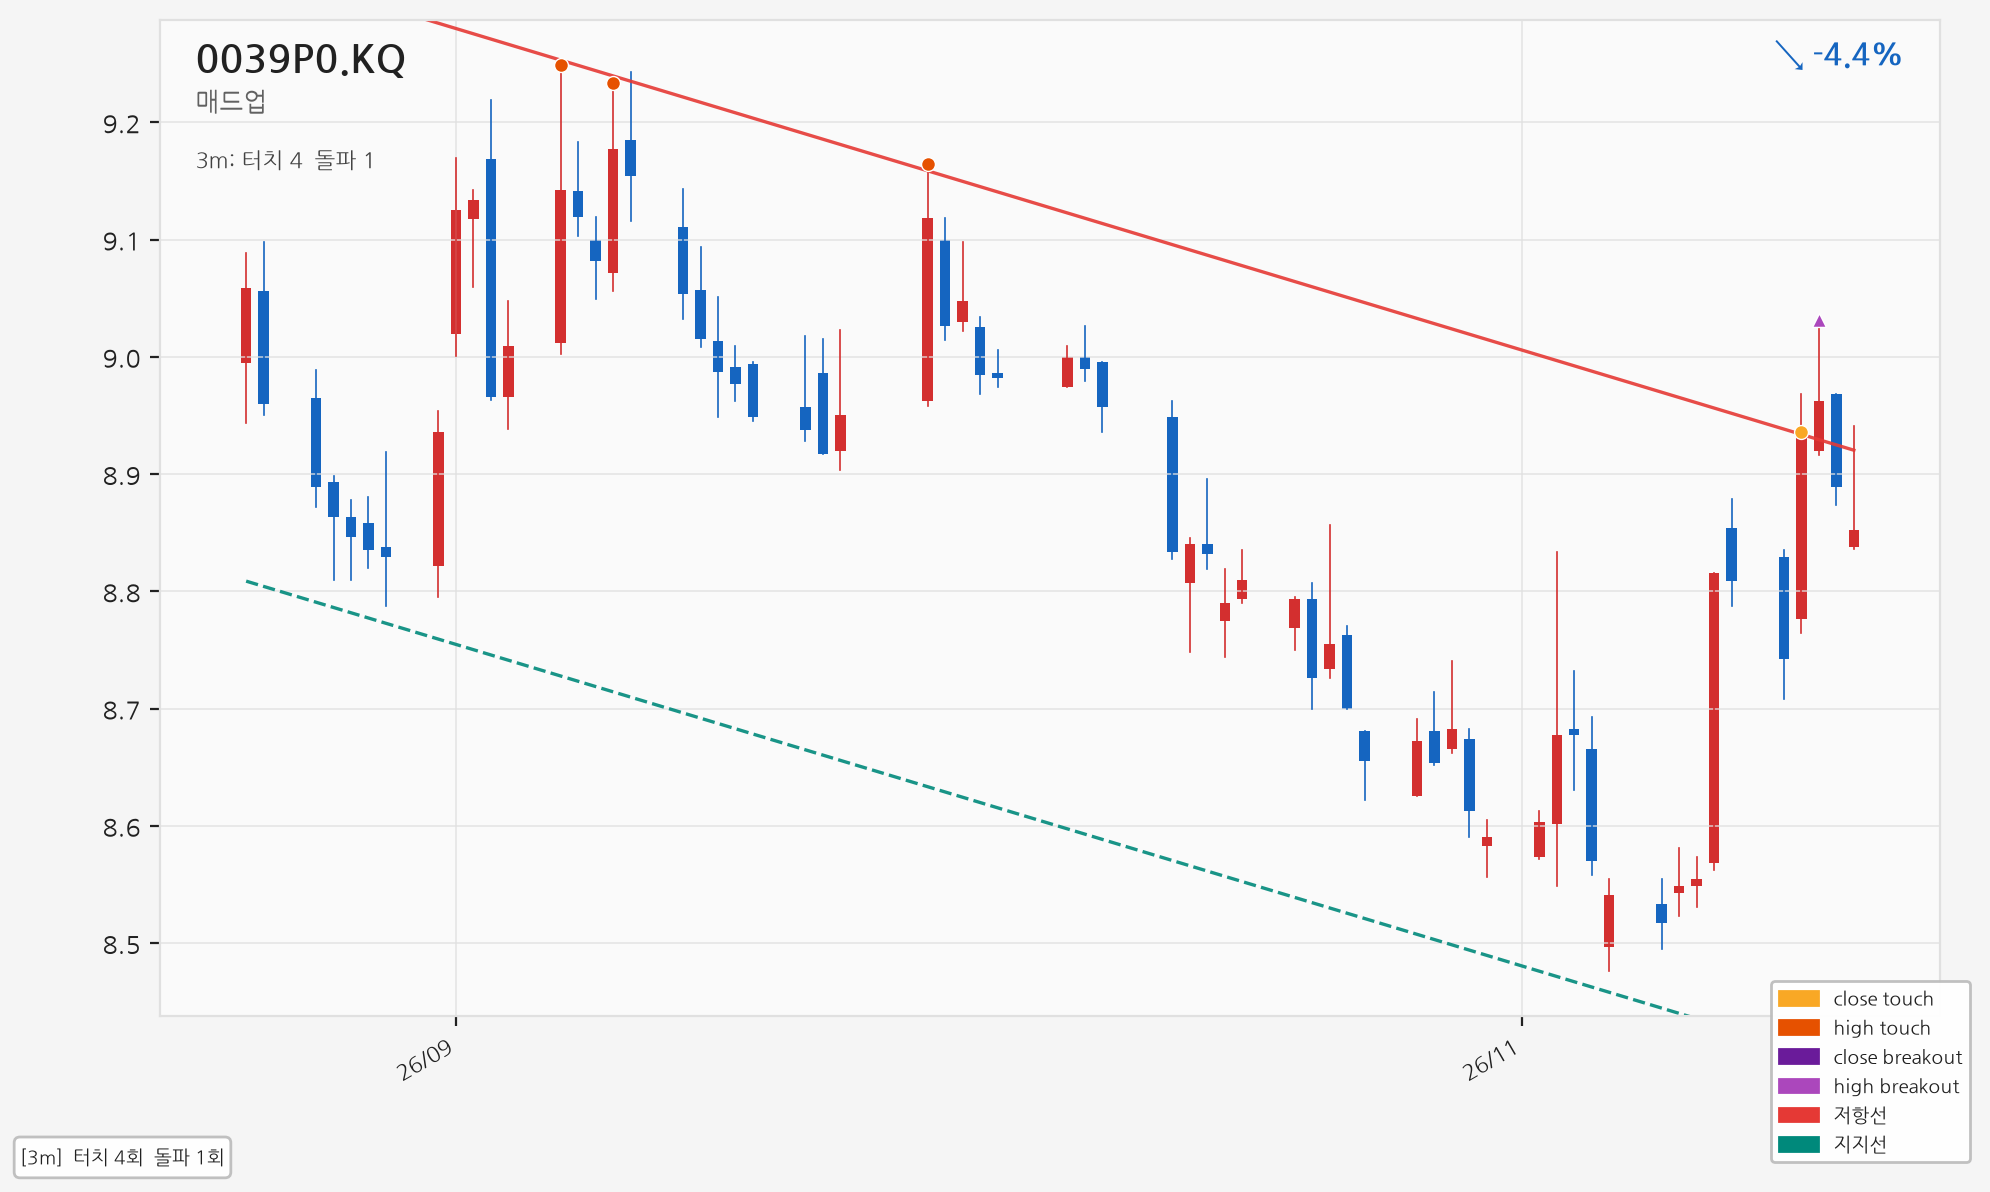 0039P0.KQ
매드업
3m: 터치 4 돌파 1
-4.4%
9.2
9.1
9.0
8.9
8.8
8.7
8.6
8.5
26/09
26/11
close touch
high touch
close breakout
high breakout
저항선
지지선
[3m] 터치 4회 돌파 1회